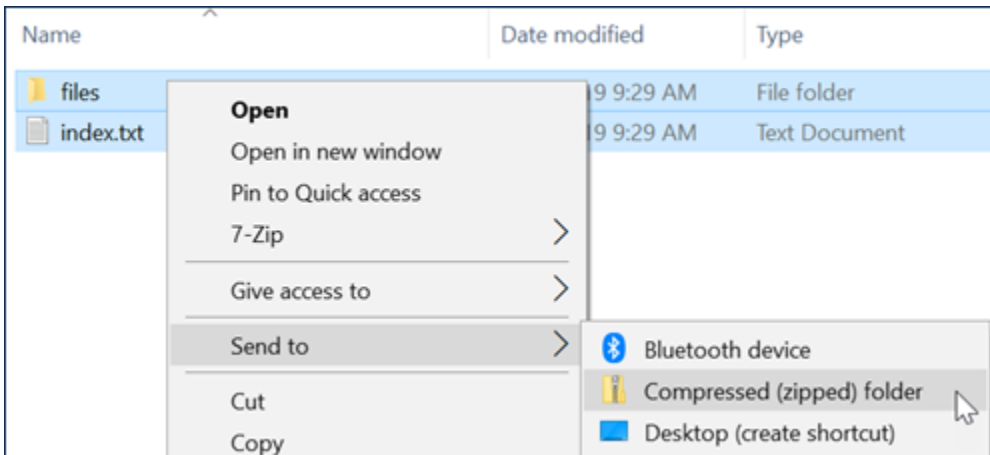 Name Date modified Type
files 19 9:29 AM File folder
index.txt 19 9:29 AM Text Document
Open
Open in new window
Pin to Quick access
7-Zip
Give access to
Send to
Cut
Copy
Bluetooth device
Compressed (zipped) folder
Desktop (create shortcut)